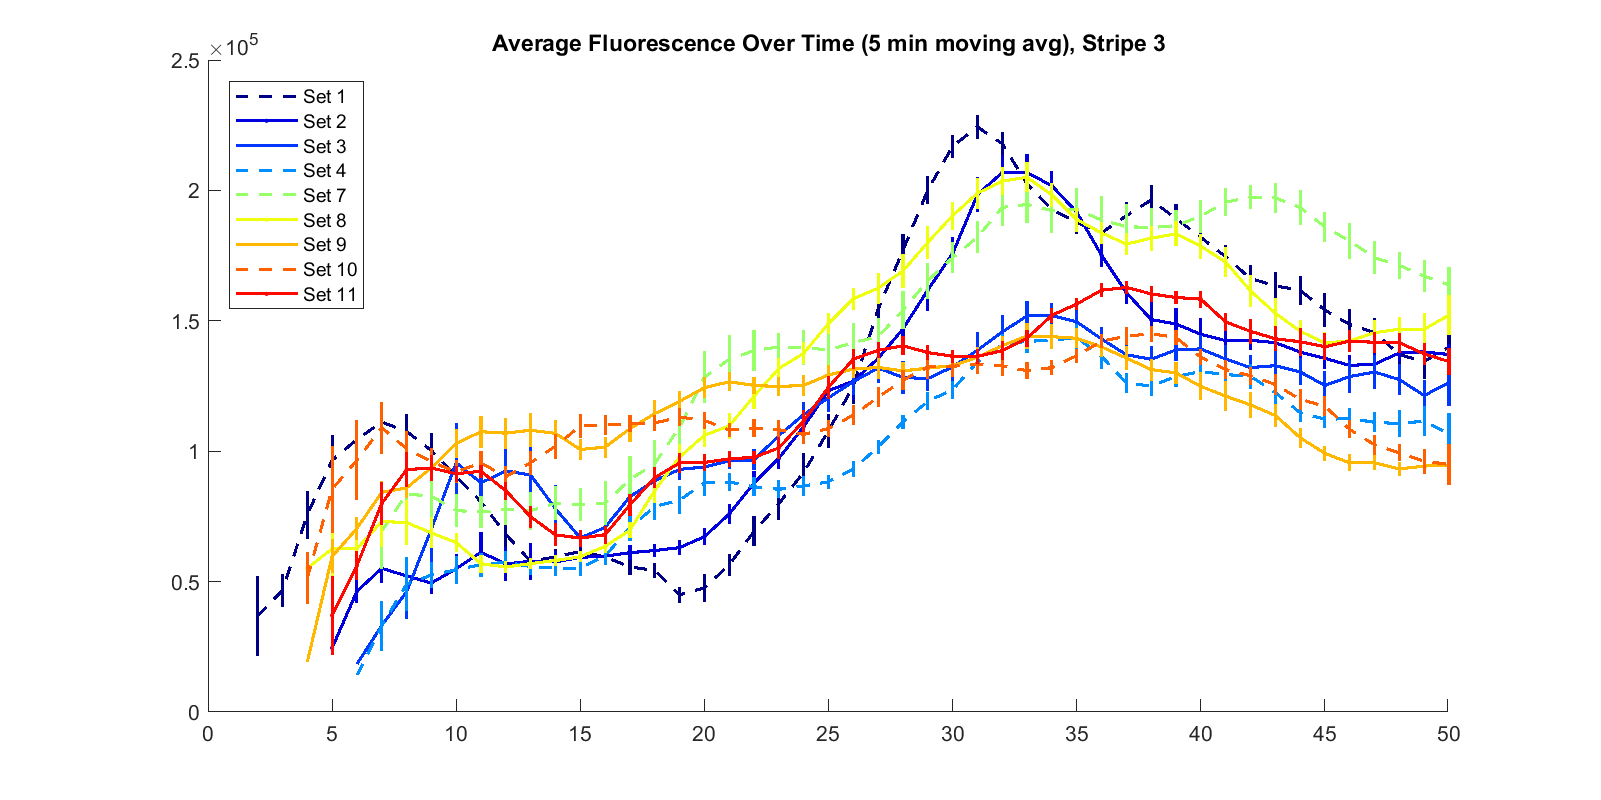 ×10⁵
Average Fluorescence Over Time (5 min moving avg), Stripe 3
2.5
2
1.5
1
0.5
0
Set 1
Set 2
Set 3
Set 4
Set 7
Set 8
Set 9
Set 10
Set 11
0 5 10 15 20 25 30 35 40 45 50